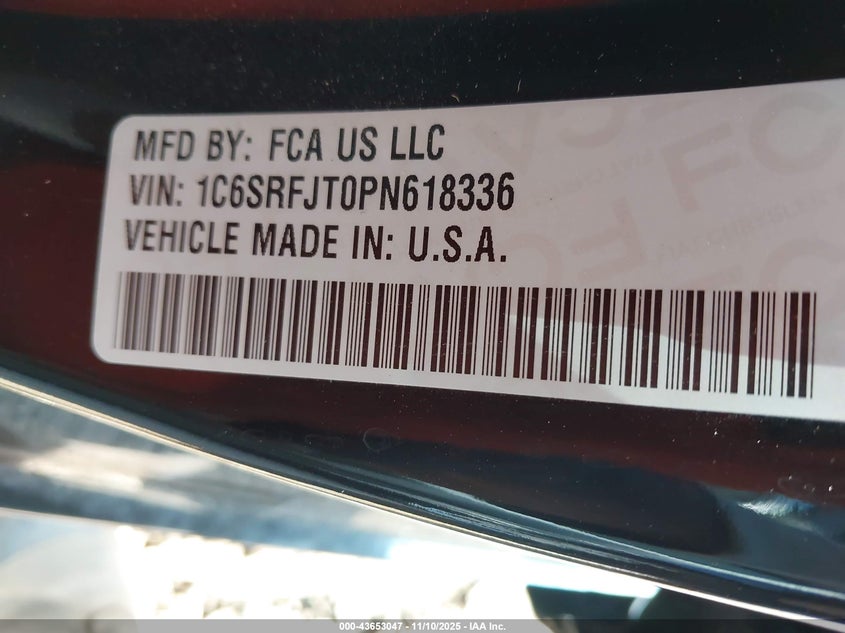 MFD BY: FCA US LLC
VIN: 1C6SRFJT0PN618336
VEHICLE MADE IN: U.S.A.
000-43653047 - 11/10/2025 - IAA Inc.